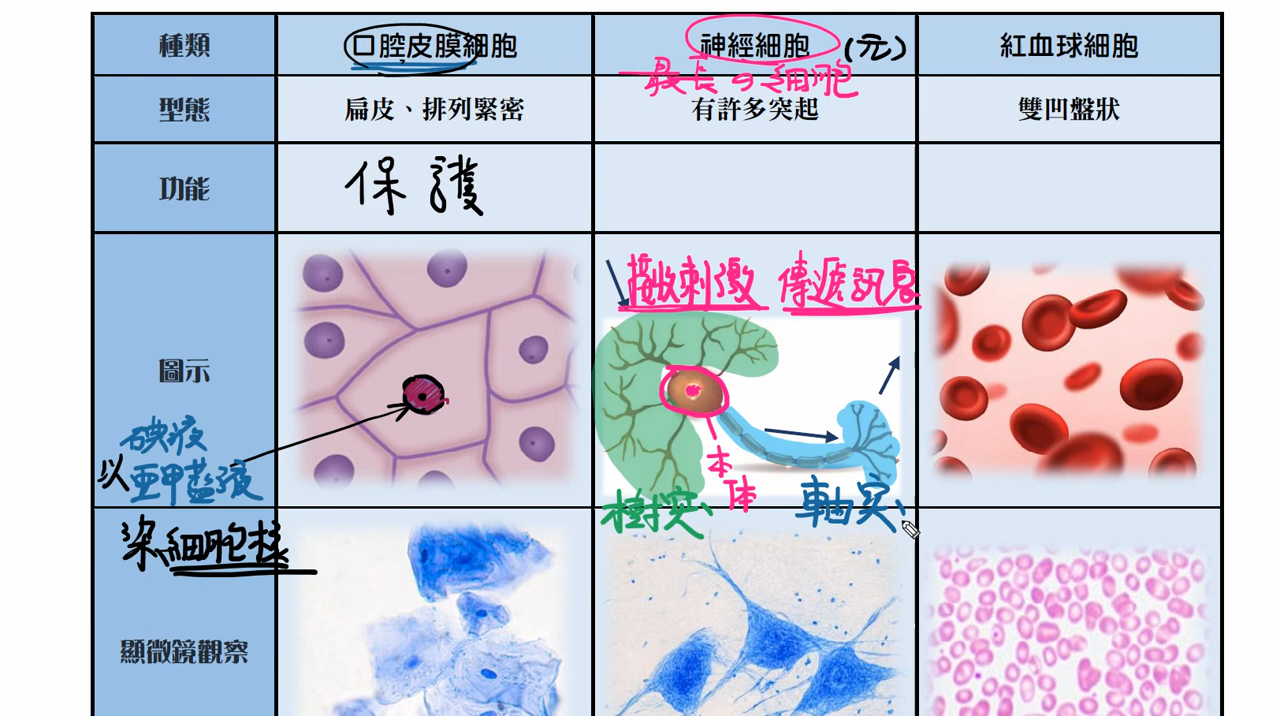 種類 口腔皮膜細胞 神經細胞 (元) 紅血球細胞
最長の細胞
型態 扁皮、排列緊密 有許多突起 雙凹盤狀
功能 保護
接收刺激 傳遞訊息
圖示
碘液
以亞甲藍液
本体
樹突 軸突
染細胞核
顯微鏡觀察